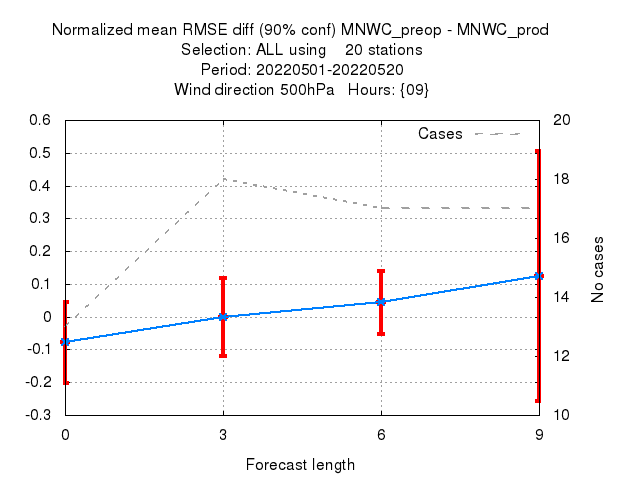 Normalized mean RMSE diff (90% conf) MNWC_preop - MNWC_prod
Selection: ALL using 20 stations
Period: 20220501-20220520
Wind direction 500hPa Hours: {09}
Cases
0.6
0.5
0.4
0.3
0.2
0.1
0
-0.1
-0.2
-0.3
20
18
16
14
12
10
No cases
0 3 6 9
Forecast length